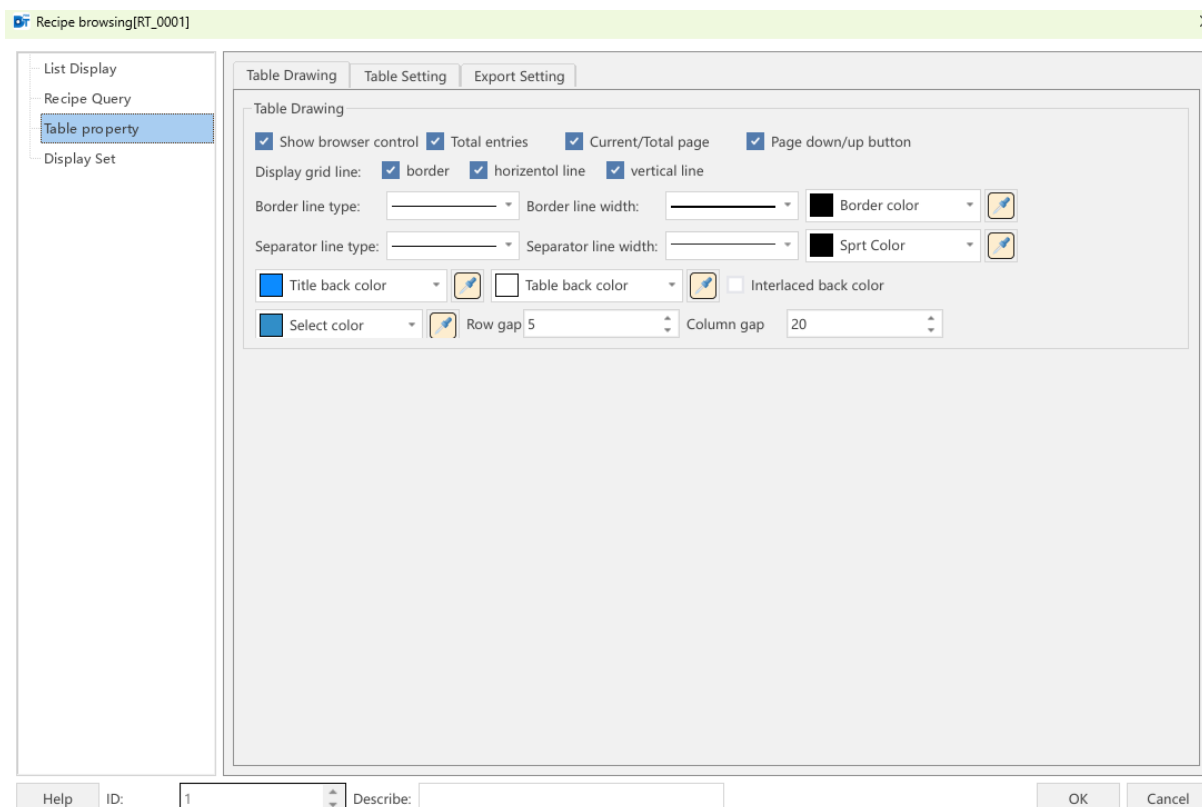 DT Recipe browsing[RT_0001]
List Display
Recipe Query
Table property
Display Set
Table Drawing Table Setting Export Setting
Table Drawing
Show browser control Total entries Current/Total page Page down/up button
Display grid line: border horizentol line vertical line
Border line type: Border line width: Border color
Separator line type: Separator line width: Sprt Color
Title back color Table back color Interlaced back color
Select color Row gap 5 Column gap 20
Help ID: 1 Describe: OK Cancel